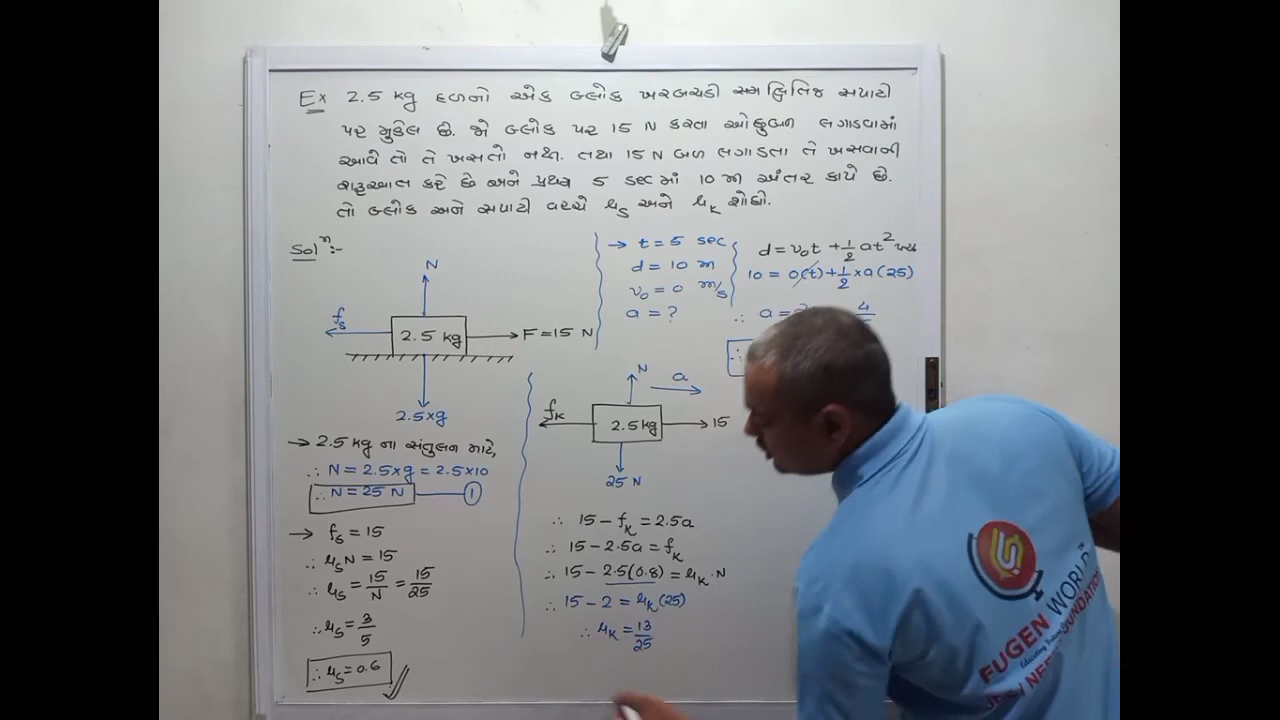 Ex 2.5 kg દળનો એક બ્લોક ખરબચડી સમક્ષિતિજ સપાટી
પર મુકેલ છે. જો બ્લોક પર 15 N કરતા ઓછુ બળ લગાડવામાં
આવે તો તે ખસતો નથી. તથા 15 N બળ લગાડતા તે ખસવાની
શરૂઆત કરે છે અને પ્રથમ 5 sec માં 10 m અંતર કાપે છે.
તો બ્લોક અને સપાટી વચ્ચે μs અને μk શોધો.
Solⁿ :-
N
fs
2.5 kg
F = 15 N
2.5×g
→ 2.5 kg ના સંતુલન માટે,
∴ N = 2.5×g = 2.5×10
∴ N = 25 N 1
→ fs = 15
∴ μsN = 15
∴ μs = 15/N = 15/25
∴ μs = 3/5
∴ μs = 0.6
→ t = 5 sec
d = 10 m
v₀ = 0 m/s
a = ?
d = v₀t + 1/2 at²
10 = 0(t) + 1/2 × a(25)
∴ a =
N
a
fk
2.5 kg
15
25 N
∴ 15 - fk = 2.5a
∴ 15 - 2.5a = fk
∴ 15 - 2.5(0.8) = μk·N
∴ 15 - 2 = μk(25)
∴ μk = 13/25
FUGEN WORLD